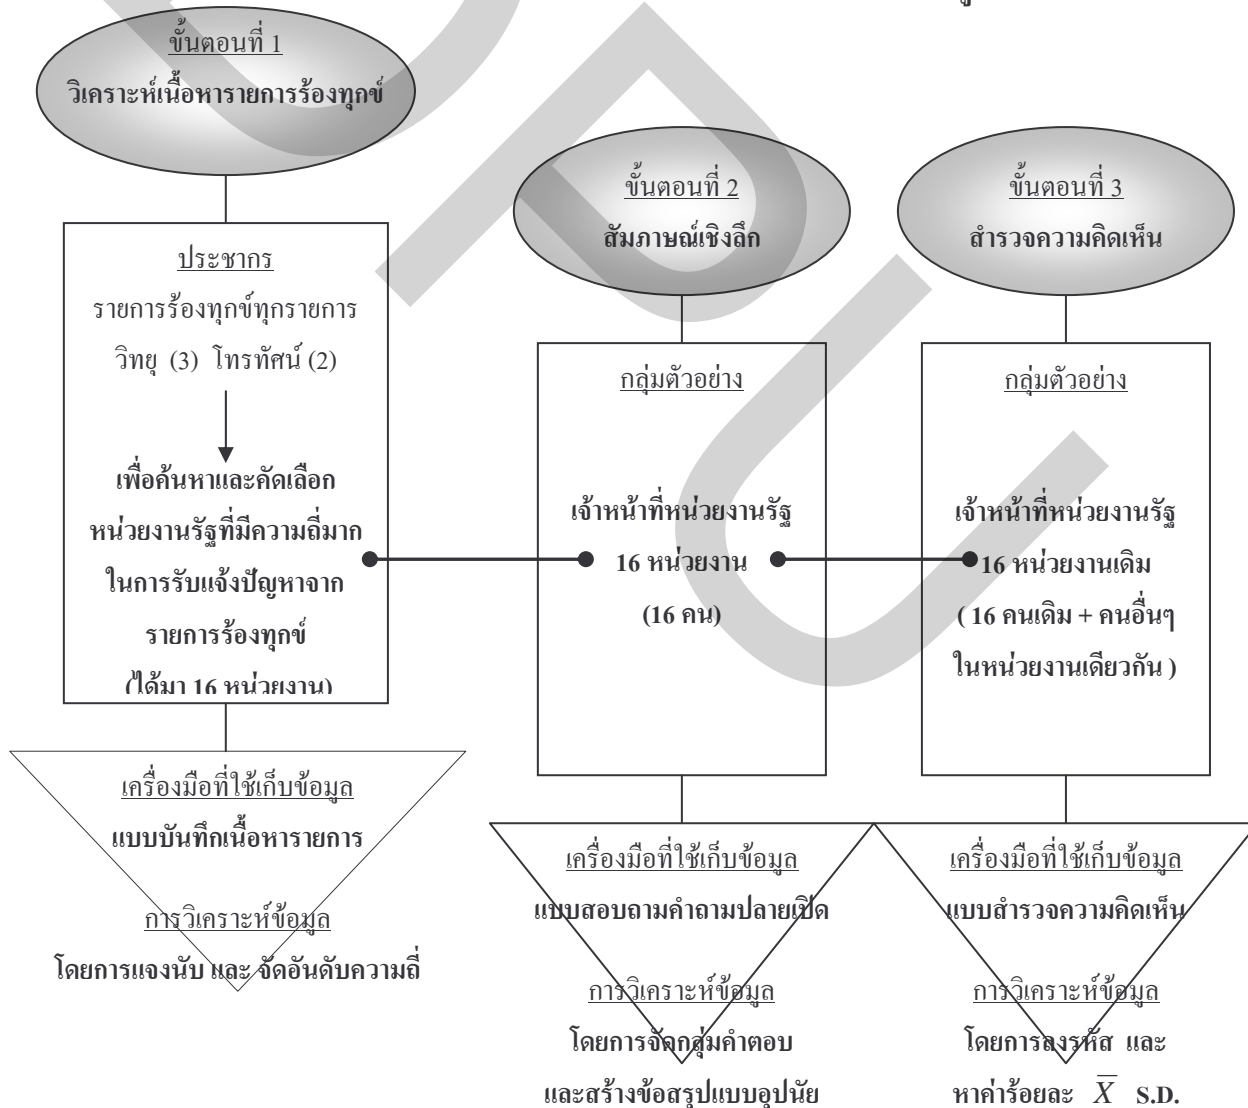 ขั้นตอนที่ 1
วิเคราะห์เนื้อหารายการร้องทุกข์
ประชากร
รายการร้องทุกข์ทุกรายการ
วิทยุ (3) โทรทัศน์ (2)
เพื่อค้นหาและคัดเลือก
หน่วยงานรัฐที่มีความถี่มาก
ในการรับแจ้งปัญหาจาก
รายการร้องทุกข์
(ได้มา 16 หน่วยงาน)
เครื่องมือที่ใช้เก็บข้อมูล
แบบบันทึกเนื้อหารายการ
การวิเคราะห์ข้อมูล
โดยการแจงนับ และ จัดอันดับความถี่
ขั้นตอนที่ 2
สัมภาษณ์เชิงลึก
กลุ่มตัวอย่าง
เจ้าหน้าที่หน่วยงานรัฐ
16 หน่วยงาน
(16 คน)
เครื่องมือที่ใช้เก็บข้อมูล
แบบสอบถามคำถามปลายเปิด
การวิเคราะห์ข้อมูล
โดยการจัดกลุ่มคำตอบ
และสร้างข้อสรุปแบบอุปนัย
ขั้นตอนที่ 3
สำรวจความคิดเห็น
กลุ่มตัวอย่าง
เจ้าหน้าที่หน่วยงานรัฐ
16 หน่วยงานเดิม
( 16 คนเดิม + คนอื่นๆ
ในหน่วยงานเดียวกัน )
เครื่องมือที่ใช้เก็บข้อมูล
แบบสำรวจความคิดเห็น
การวิเคราะห์ข้อมูล
โดยการลงรหัส และ
หาค่าร้อยละ X̄ S.D.
DPU